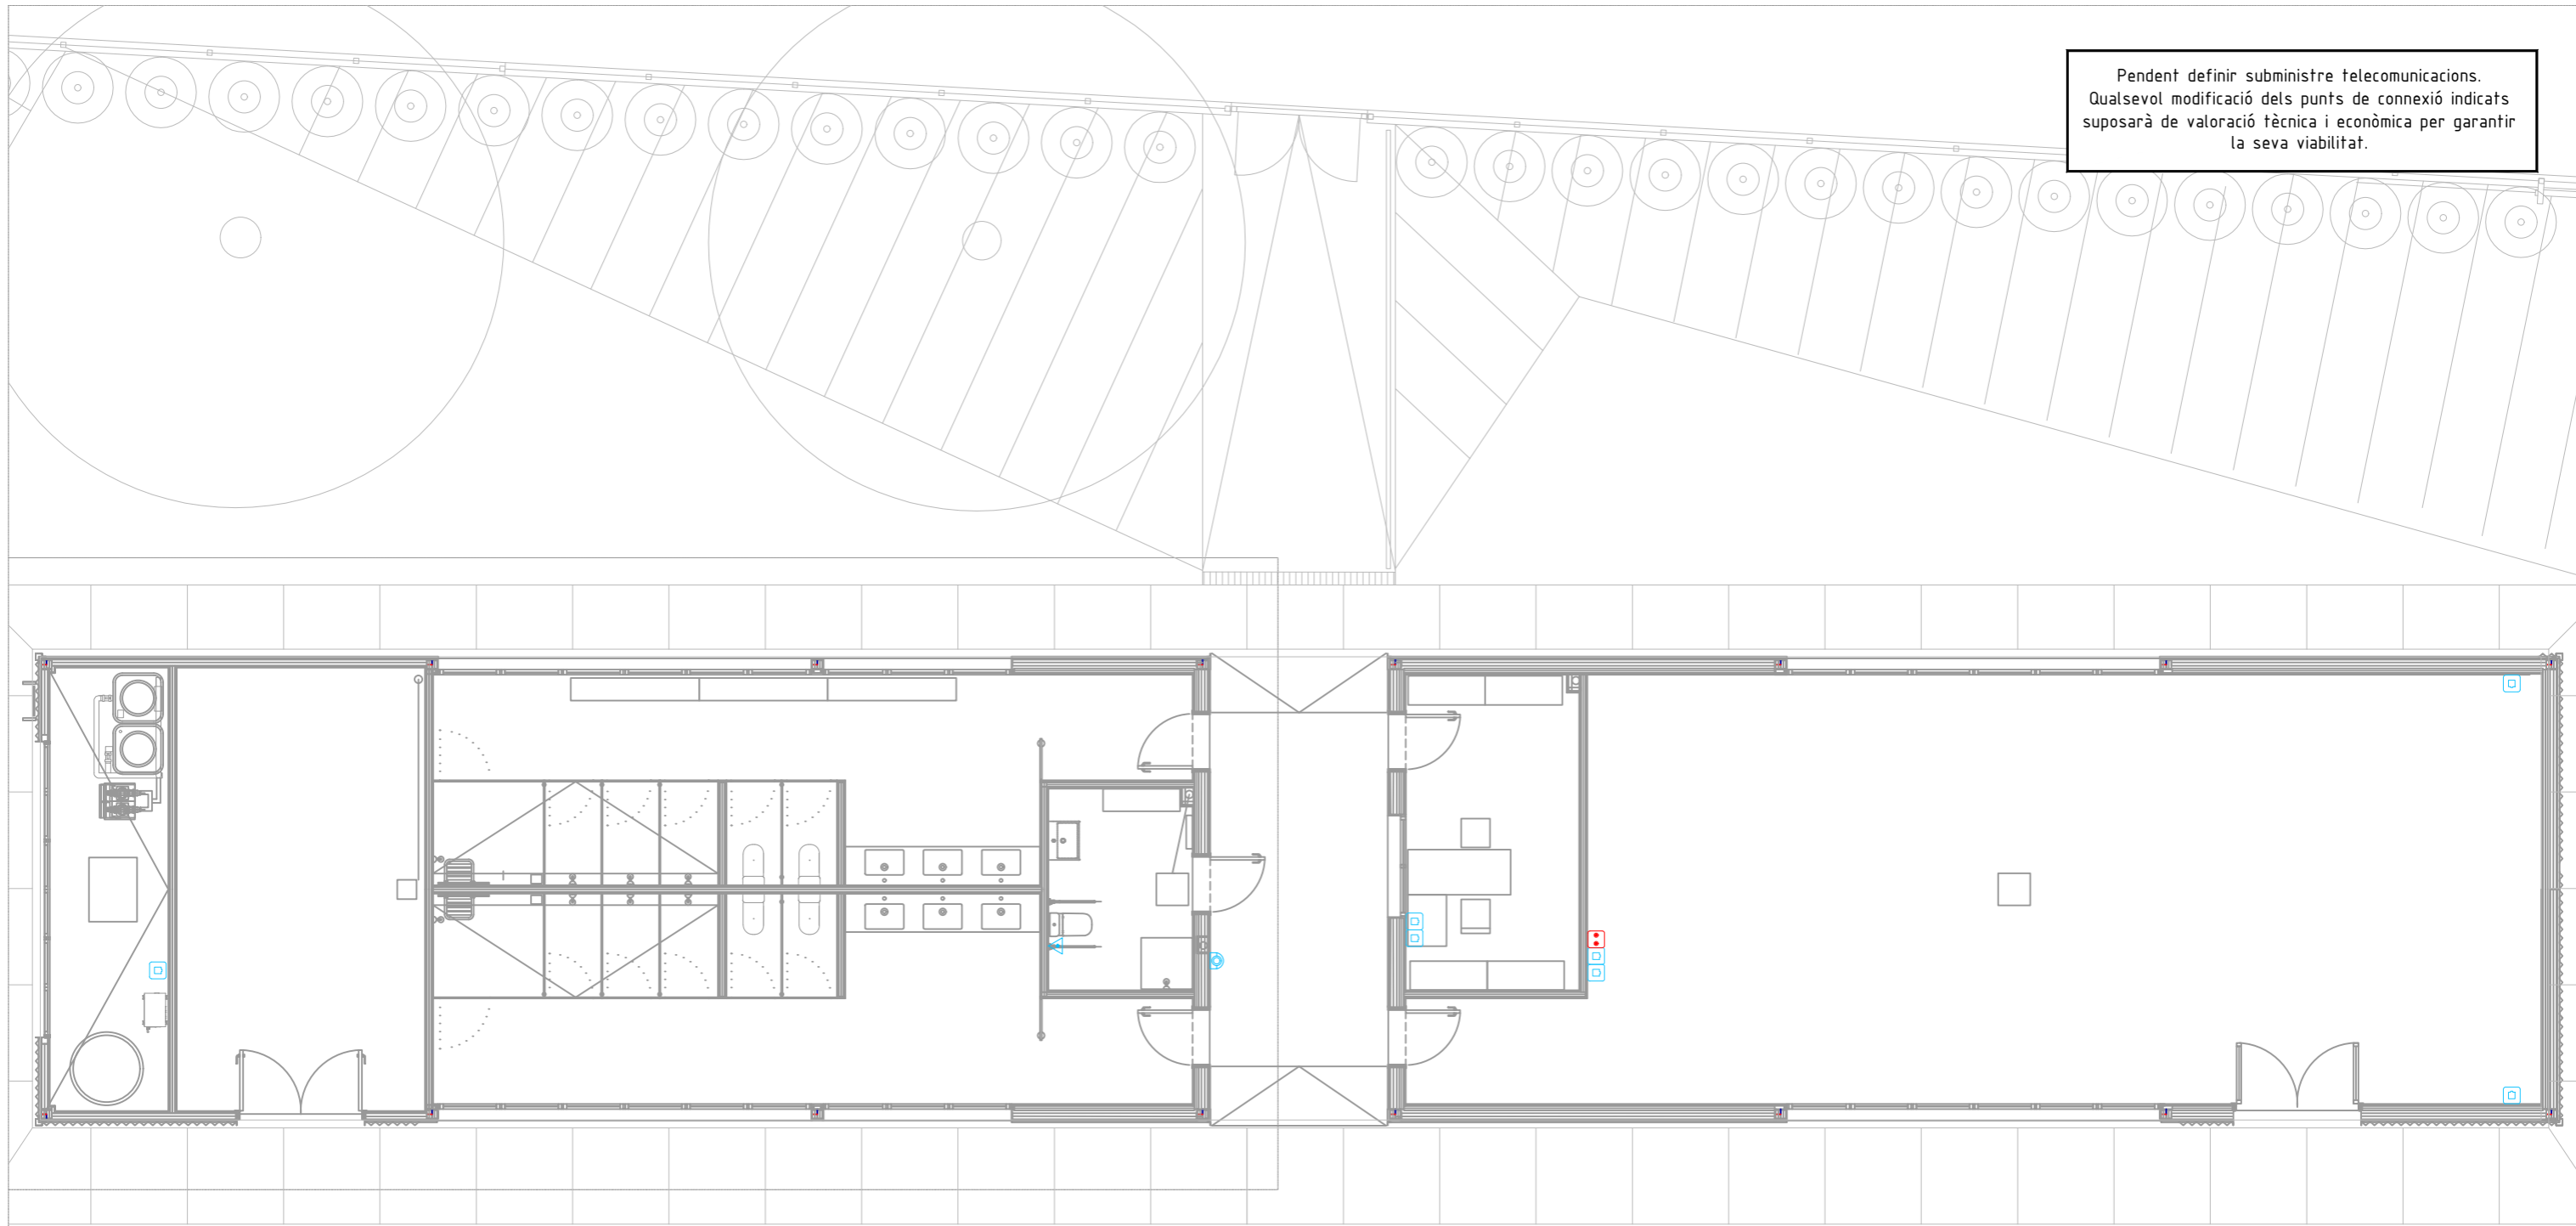 Pendent definir subministre telecomunicacions.
Qualsevol modificació dels punts de connexió indicats
suposarà de valoració tècnica i econòmica per garantir
la seva viabilitat.